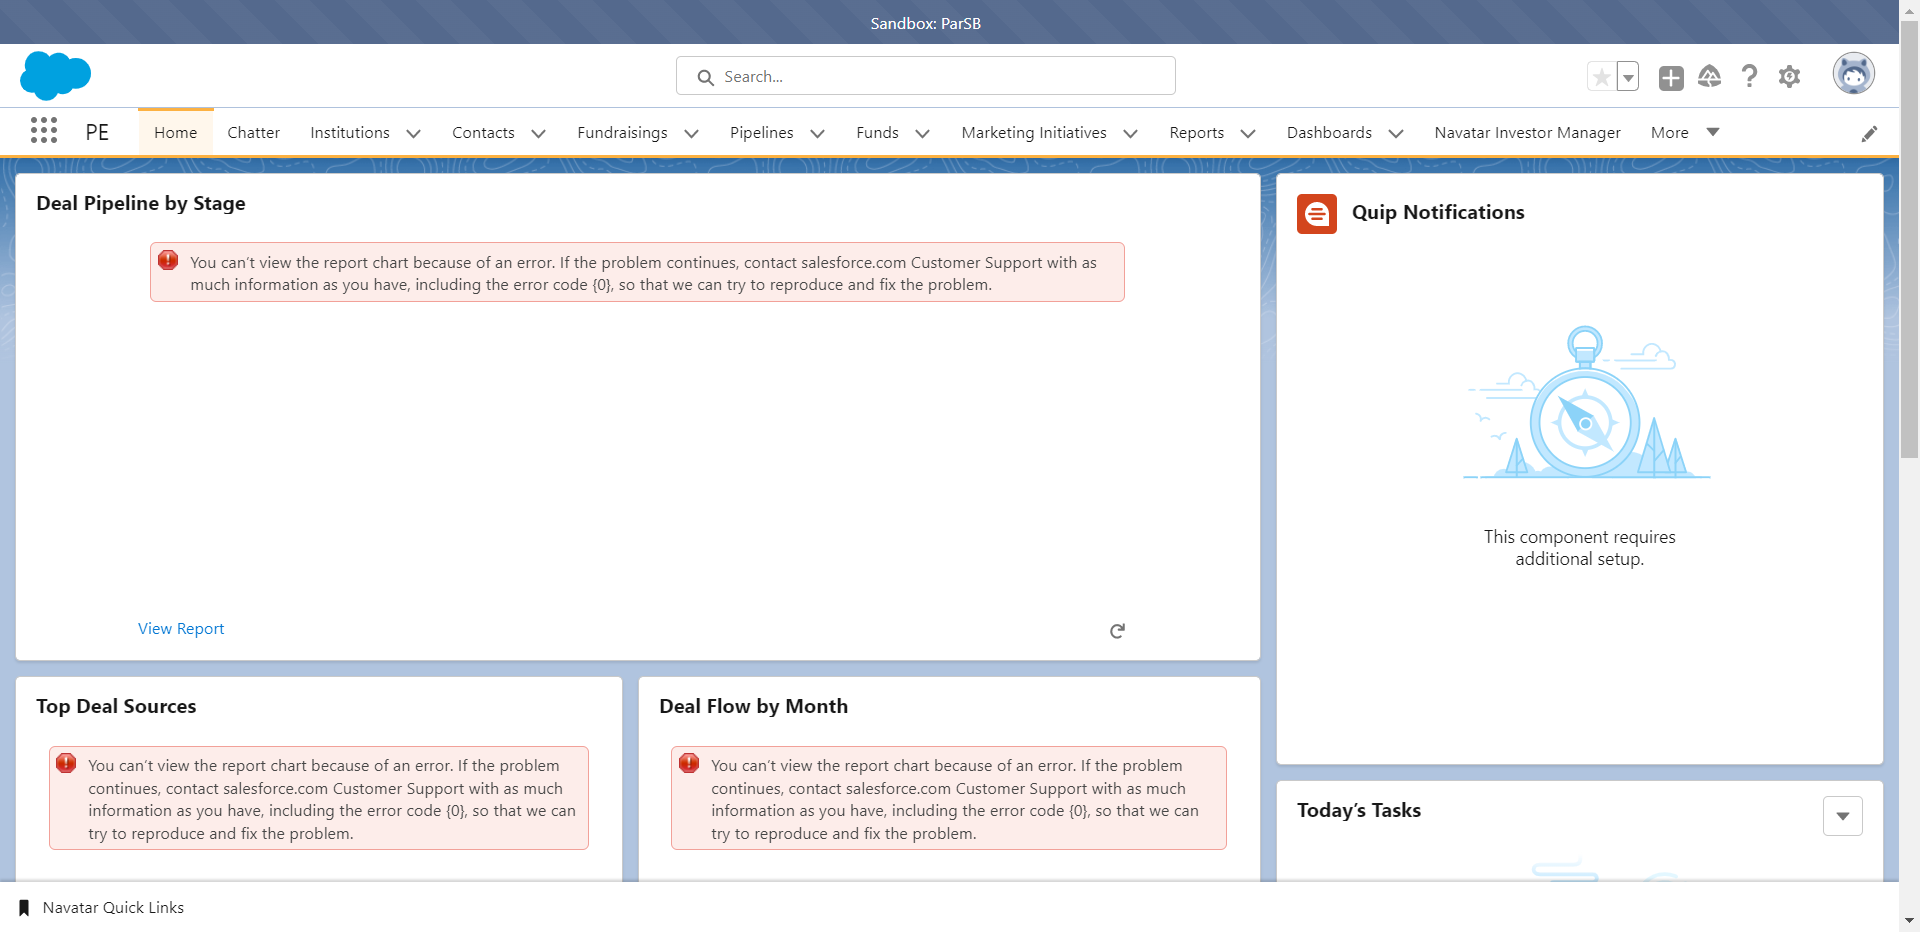 Sandbox: ParSB
Search...
PE
Home
Chatter
Institutions
Contacts
Fundraisings
Pipelines
Funds
Marketing Initiatives
Reports
Dashboards
Navatar Investor Manager
More
Deal Pipeline by Stage
You can't view the report chart because of an error. If the problem continues, contact salesforce.com Customer Support with as
much information as you have, including the error code {0}, so that we can try to reproduce and fix the problem.
View Report
Quip Notifications
This component requires
additional setup.
Top Deal Sources
You can't view the report chart because of an error. If the problem
continues, contact salesforce.com Customer Support with as much
information as you have, including the error code {0}, so that we can
try to reproduce and fix the problem.
Deal Flow by Month
You can't view the report chart because of an error. If the problem
continues, contact salesforce.com Customer Support with as much
information as you have, including the error code {0}, so that we can
try to reproduce and fix the problem.
Today's Tasks
Navatar Quick Links